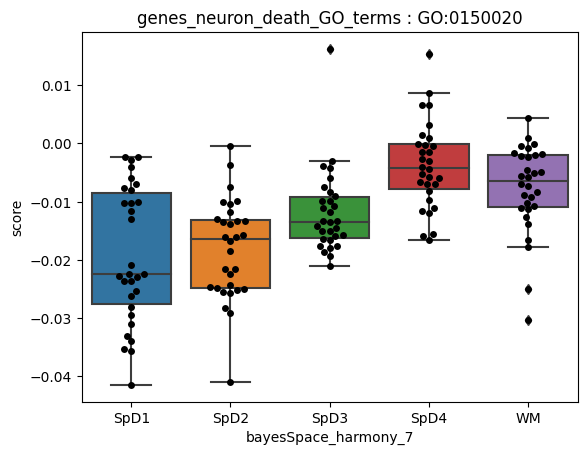 genes_neuron_death_GO_terms : GO:0150020
0.01
0.00
−0.01
−0.02
−0.03
−0.04
score
SpD1 SpD2 SpD3 SpD4 WM
bayesSpace_harmony_7